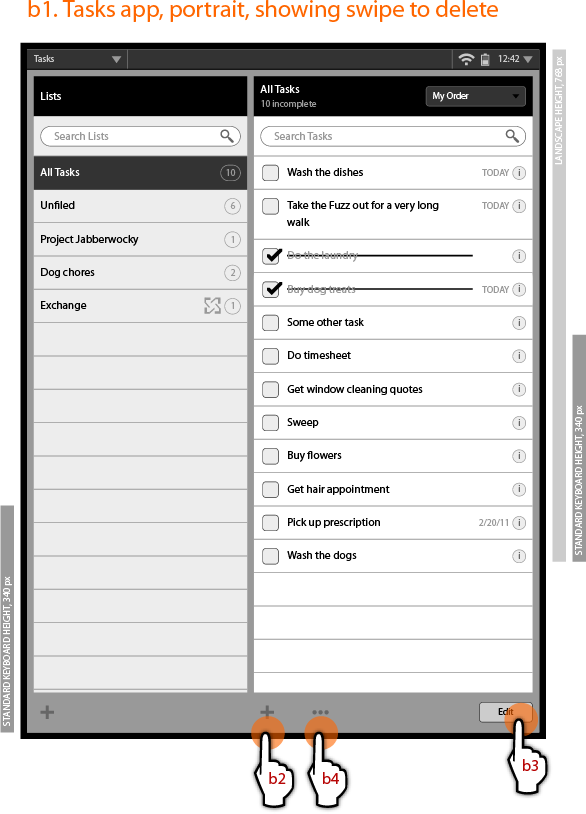 b1. Tasks app, portrait, showing swipe to delete
Tasks
12:42
Lists
All Tasks
10 incomplete
My Order
Search Lists
Search Tasks
All Tasks 10
Unfiled 6
Project Jabberwocky 1
Dog chores 2
Exchange 1
Wash the dishes TODAY i
Take the Fuzz out for a very long TODAY i
walk
Do the laundry i
Buy dog treats TODAY i
Some other task i
Do timesheet i
Get window cleaning quotes i
Sweep i
Buy flowers i
Get hair appointment i
Pick up prescription 2/20/11 i
Wash the dogs i
Edit
b2
b4
b3
STANDARD KEYBOARD HEIGHT, 340 px
LANDSCAPE HEIGHT, 768 px
STANDARD KEYBOARD HEIGHT, 340 px